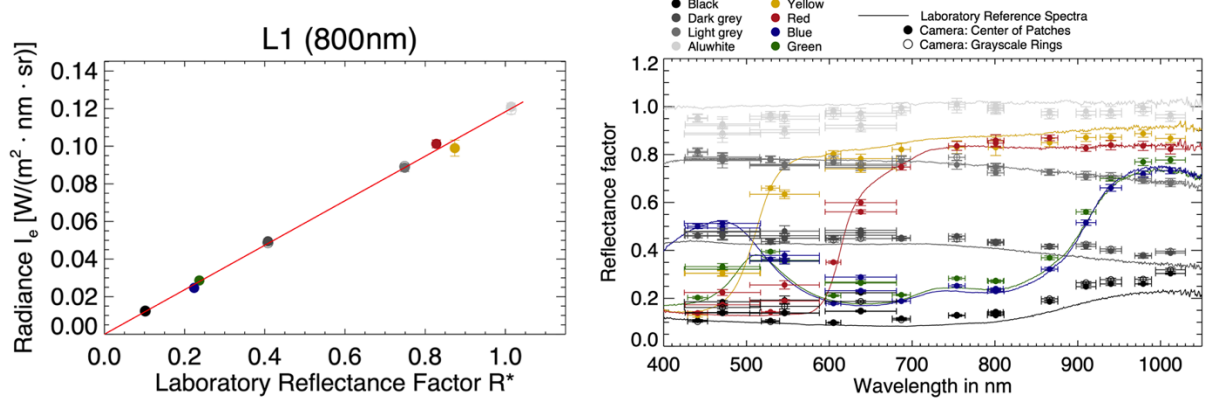 L1 (800nm)
Radiance Iₑ [W/(m² · nm · sr)]
0.14
0.12
0.10
0.08
0.06
0.04
0.02
0.00
0.0 0.2 0.4 0.6 0.8 1.0
Laboratory Reflectance Factor R*
Black
Dark grey
Light grey
Aluwhite
Yellow
Red
Blue
Green
Laboratory Reference Spectra
Camera: Center of Patches
Camera: Grayscale Rings
Reflectance factor
1.2
1.0
0.8
0.6
0.4
0.2
0.0
400 500 600 700 800 900 1000
Wavelength in nm